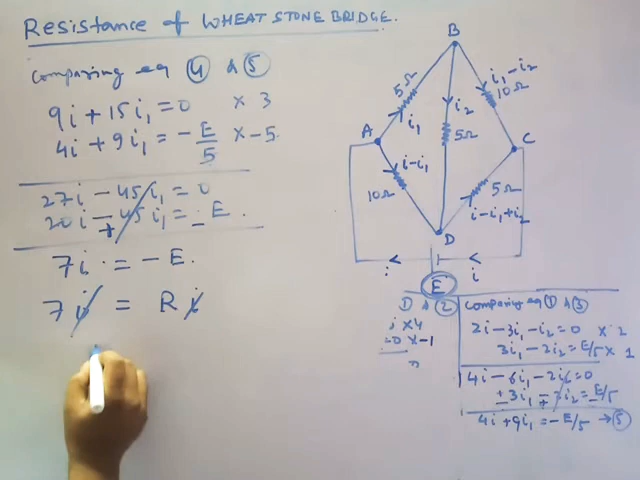 Resistance of WHEAT STONE BRIDGE.
Comparing eq ④ & ⑤
9i + 15i₁ = 0 × 3
4i + 9i₁ = - E/5 × -5
27i - 45i₁ = 0
20i - 45i₁ = - E.
+
7i = - E.
7i = R i
B
5Ω
i₁
i₂
5Ω
i₁-i₂
10Ω
A
C
i-i₁
10Ω
5Ω
i-i₁+i₂
D
i
E
i
② 
i × 4
=0 × -1
Comparing eq ① & ③
2i - 3i₁ - i₂ = 0 × 2
3i₁ - 2i₂ = E/5 × 1
4i - 6i₁ - 2i₂ = 0
± 3i₁ + 2i₂ = - E/5
4i + 9i₁ = - E/5 → ⑤